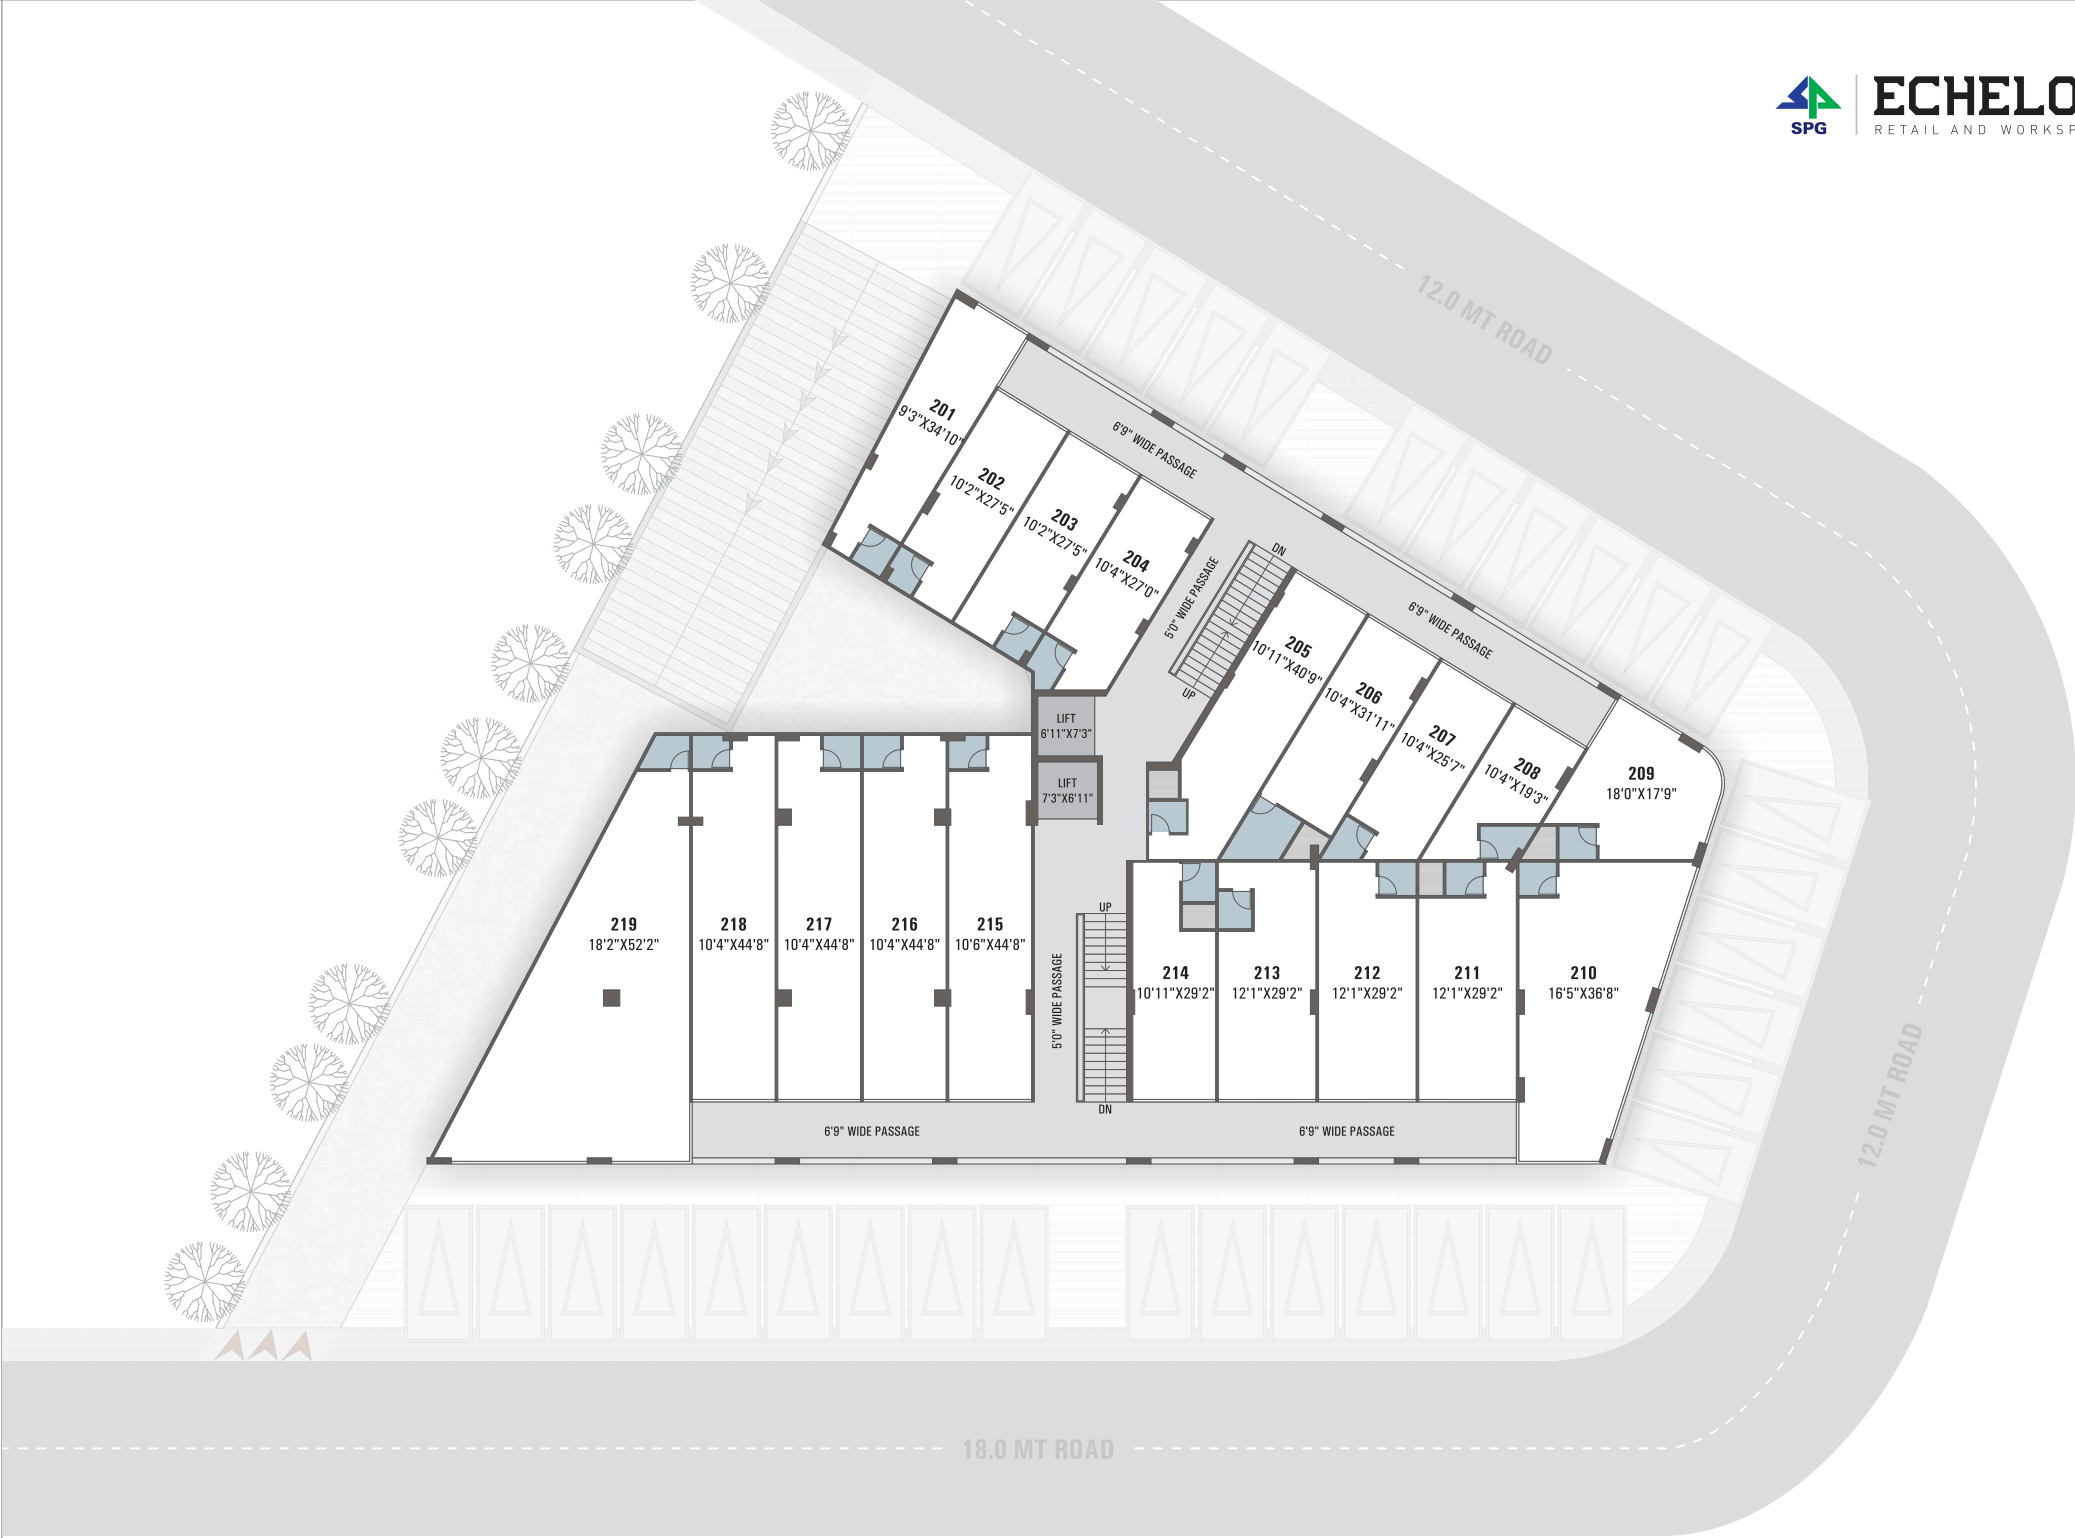 SPG
ECHELO
RETAIL AND WORKSP
12.0 MT ROAD
201
9'3"X34'10"
6'9" WIDE PASSAGE
202
10'2"X27'5"
203
10'2"X27'5"
204
10'4"X27'0"
5'0" WIDE PASSAGE
DN
UP
6'9" WIDE PASSAGE
205
10'11"X40'9"
206
10'4"X31'11"
207
10'4"X25'7"
208
10'4"X19'3"
209
18'0"X17'9"
LIFT
6'11"X7'3"
LIFT
7'3"X6'11"
219
18'2"X52'2"
218
10'4"X44'8"
217
10'4"X44'8"
216
10'4"X44'8"
215
10'6"X44'8"
UP
5'0" WIDE PASSAGE
DN
214
10'11"X29'2"
213
12'1"X29'2"
212
12'1"X29'2"
211
12'1"X29'2"
210
16'5"X36'8"
12.0 MT ROAD
6'9" WIDE PASSAGE
6'9" WIDE PASSAGE
18.0 MT ROAD